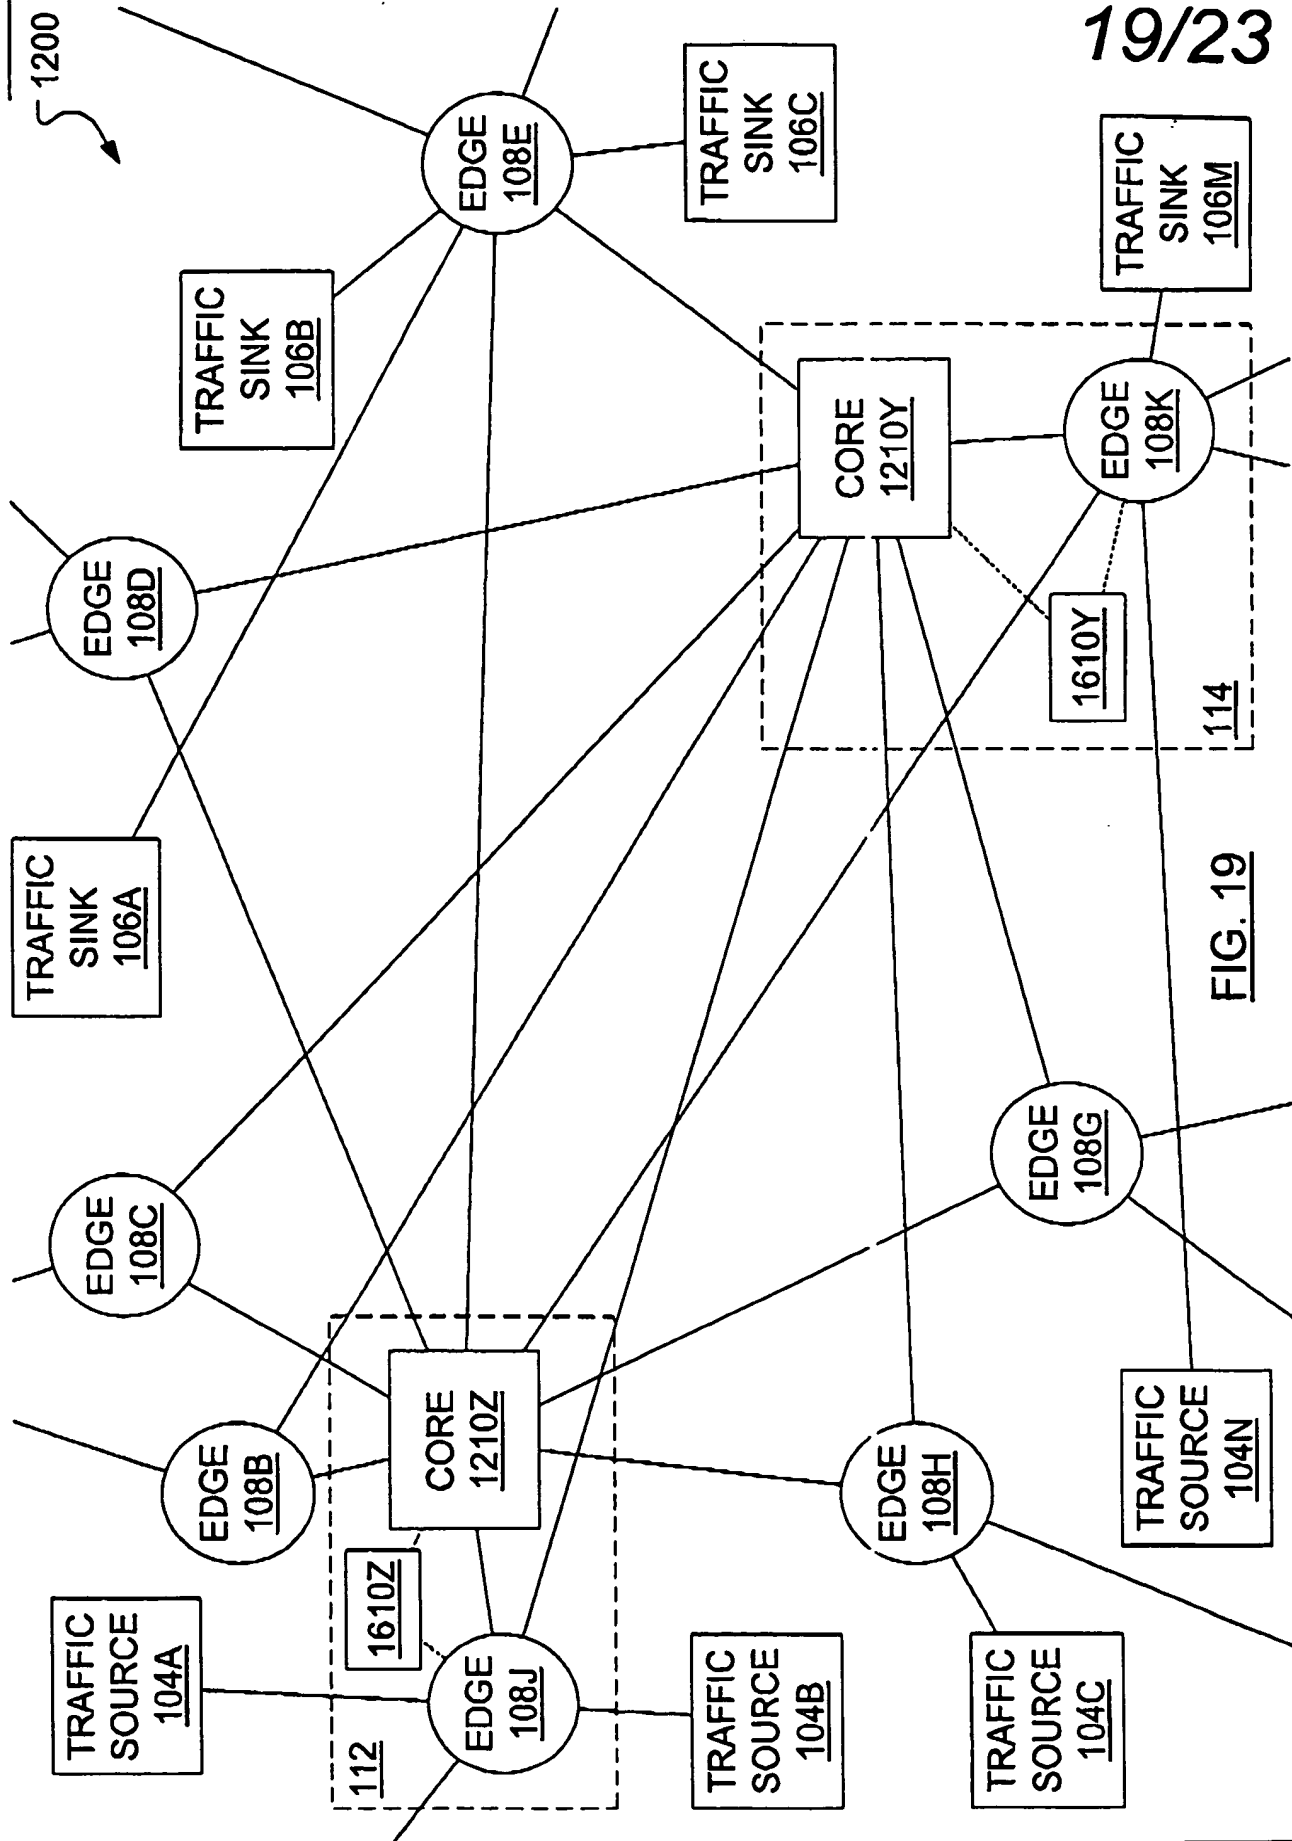 19/23
1200
EDGE
108E
TRAFFIC
SINK
106C
TRAFFIC
SINK
106B
TRAFFIC
SINK
106M
EDGE
108D
CORE
1210Y
EDGE
108K
1610Y
114
TRAFFIC
SINK
106A
EDGE
108C
EDGE
108G
EDGE
108B
CORE
1210Z
1610Z
EDGE
108J
112
EDGE
108H
TRAFFIC
SOURCE
104A
TRAFFIC
SOURCE
104B
TRAFFIC
SOURCE
104C
TRAFFIC
SOURCE
104N
FIG. 19